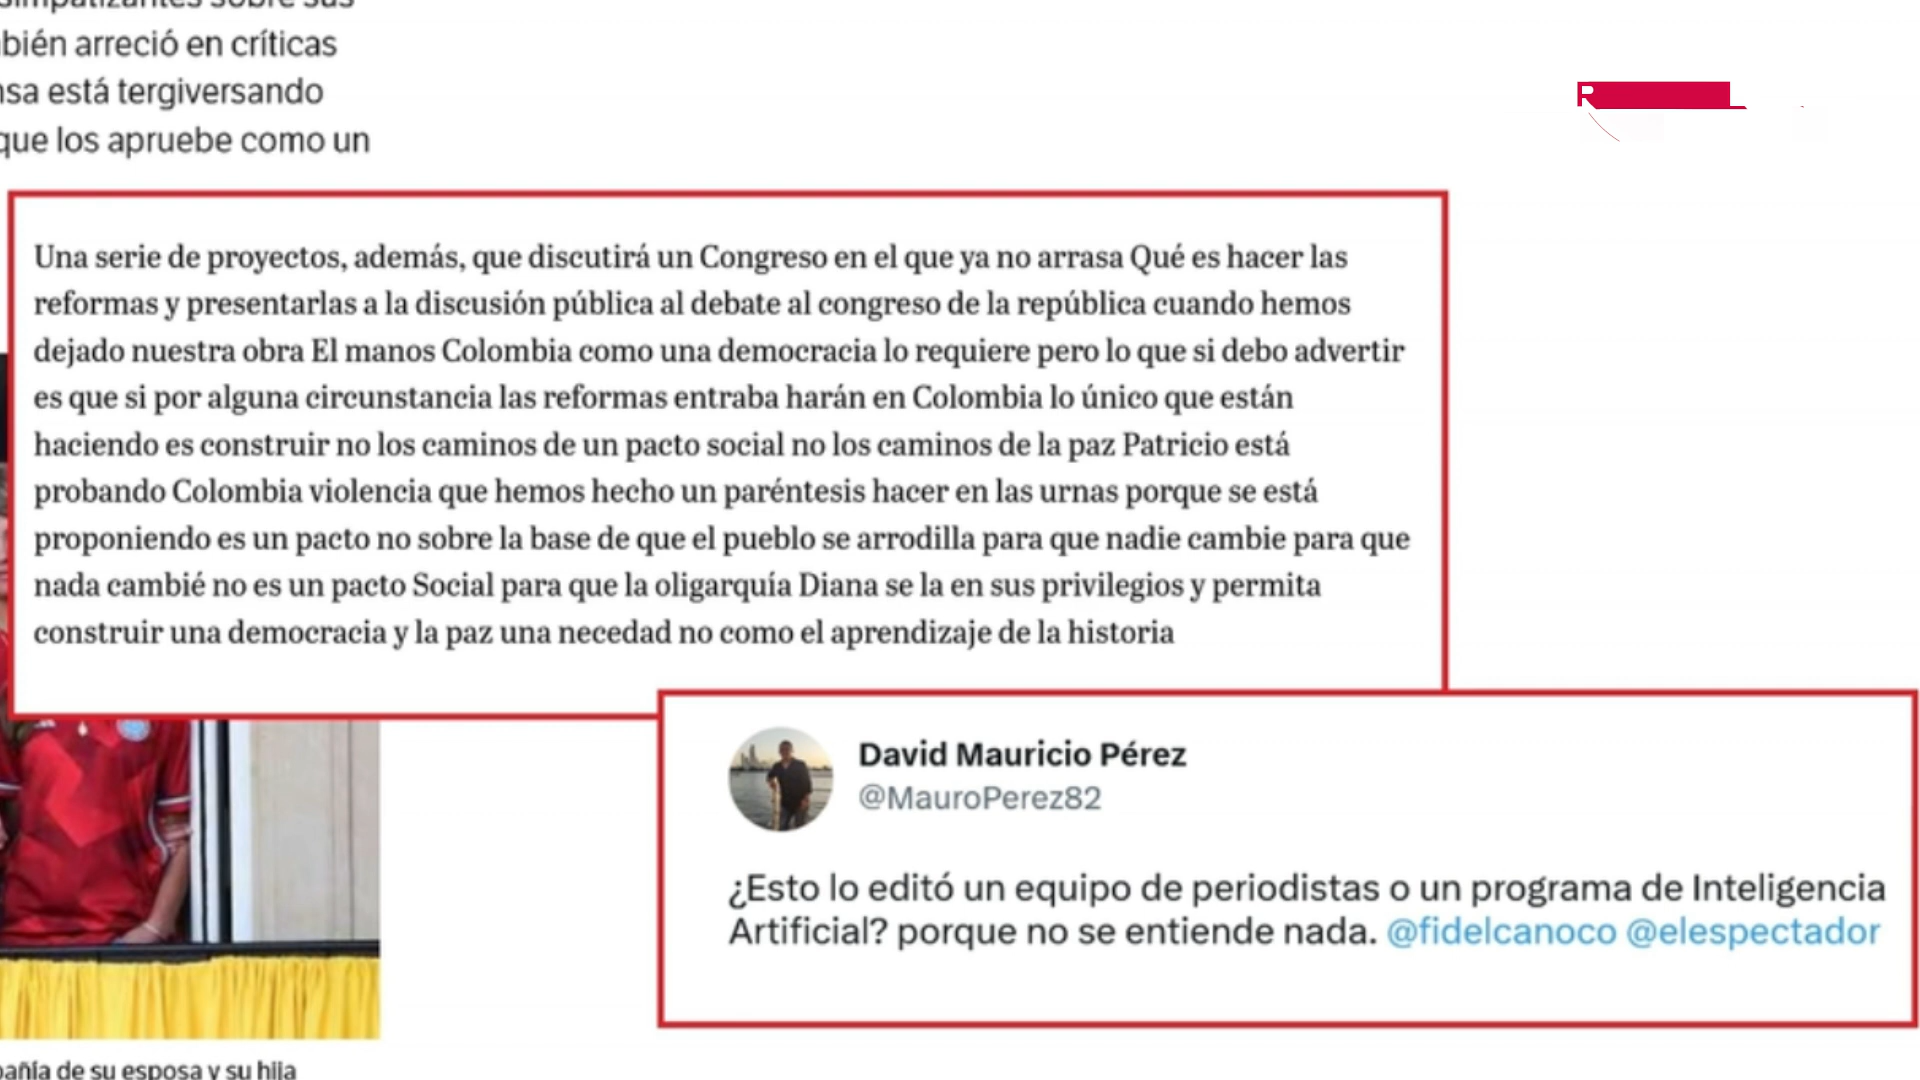 bién arreció en críticas
nsa está tergiversando
que los apruebe como un
R
Una serie de proyectos, además, que discutirá un Congreso en el que ya no arrasa Qué es hacer las
reformas y presentarlas a la discusión pública al debate al congreso de la república cuando hemos
dejado nuestra obra El manos Colombia como una democracia lo requiere pero lo que si debo advertir
es que si por alguna circunstancia las reformas entraba harán en Colombia lo único que están
haciendo es construir no los caminos de un pacto social no los caminos de la paz Patricio está
probando Colombia violencia que hemos hecho un paréntesis hacer en las urnas porque se está
proponiendo es un pacto no sobre la base de que el pueblo se arrodilla para que nadie cambie para que
nada cambié no es un pacto Social para que la oligarquía Diana se la en sus privilegios y permita
construir una democracia y la paz una necedad no como el aprendizaje de la historia
David Mauricio Pérez
@MauroPerez82
¿Esto lo editó un equipo de periodistas o un programa de Inteligencia
Artificial? porque no se entiende nada. @fidelcanoco @elespectador
añía de su esposa y su hija